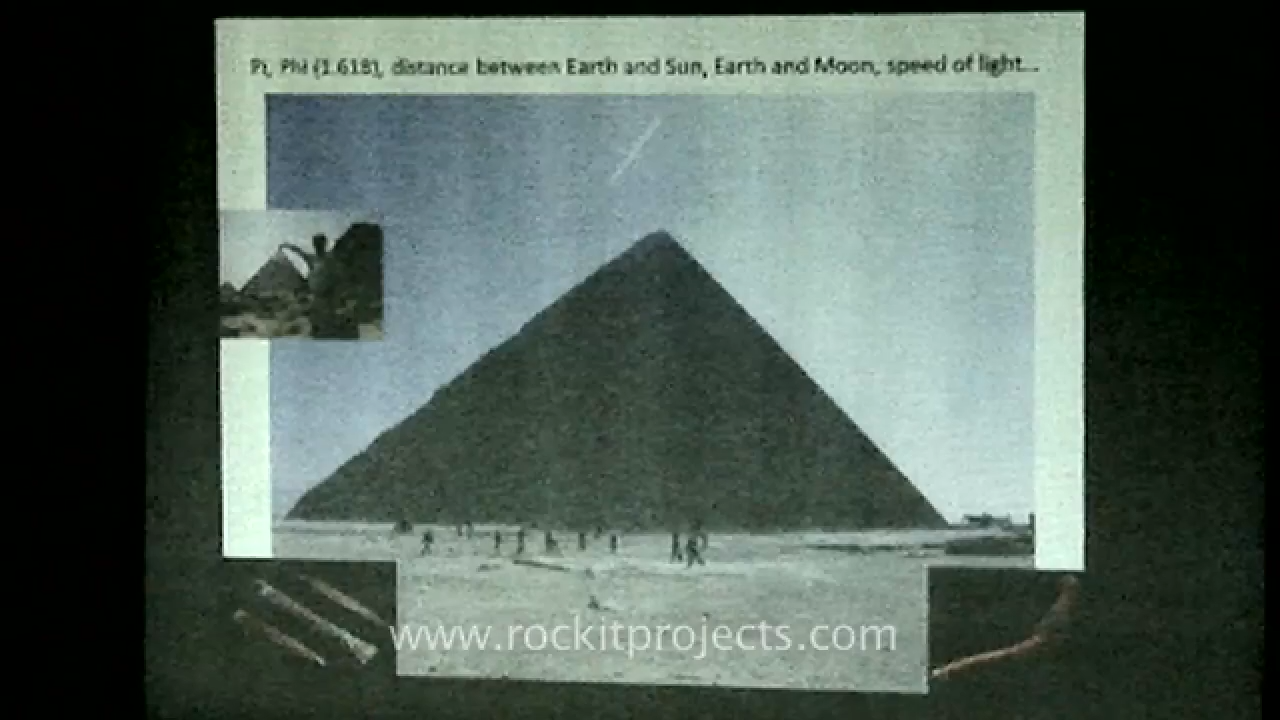 Pi, Phi (1.618), distance between Earth and Sun, Earth and Moon, speed of light...
www.rockitprojects.com